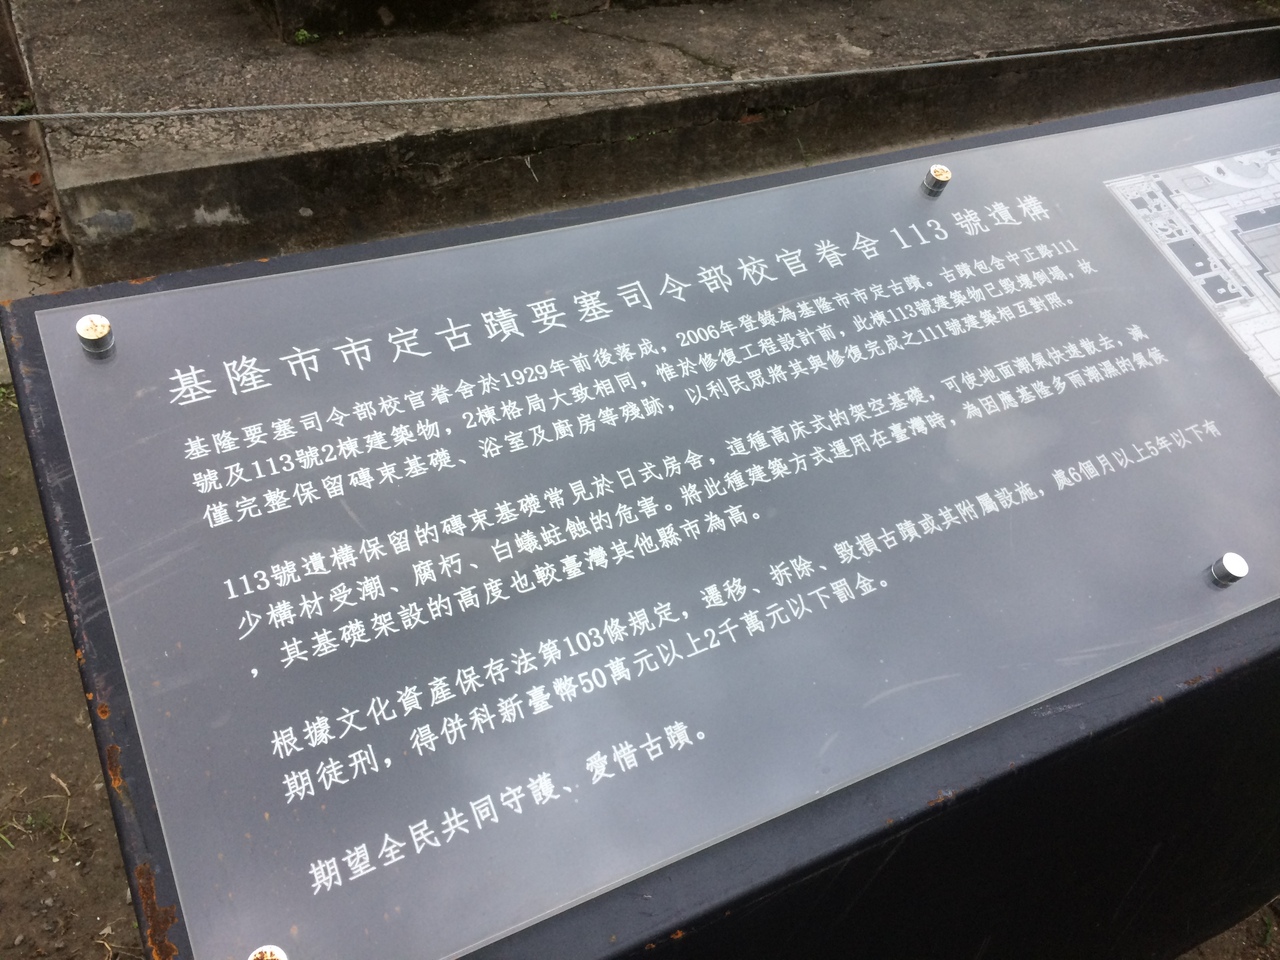 基隆市市定古蹟要塞司令部校官眷舍 113 號遺構
基隆要塞司令部校官眷舍於1929年前後落成，2006年登錄為基隆市市定古蹟。古蹟包含中正路111
號及113號2棟建築物，2棟格局大致相同，惟於修復工程設計前，此棟113號建築物已毀壞倒塌，故
僅完整保留磚束基礎、浴室及廚房等殘跡，以利民眾將其與修復完成之111號建築相互對照。
113號遺構保留的磚束基礎常見於日式房舍，這種高床式的架空基礎，可使地面潮氣快速散去，減
少構材受潮、腐朽、白蟻蛀蝕的危害。將此種建築方式運用在臺灣時，為因應基隆多雨潮濕的氣候
，其基礎架設的高度也較臺灣其他縣市為高。
根據文化資產保存法第103條規定，遷移、拆除、毀損古蹟或其附屬設施，處6個月以上5年以下有
期徒刑，得併科新臺幣50萬元以上2千萬元以下罰金。
期望全民共同守護、愛惜古蹟。